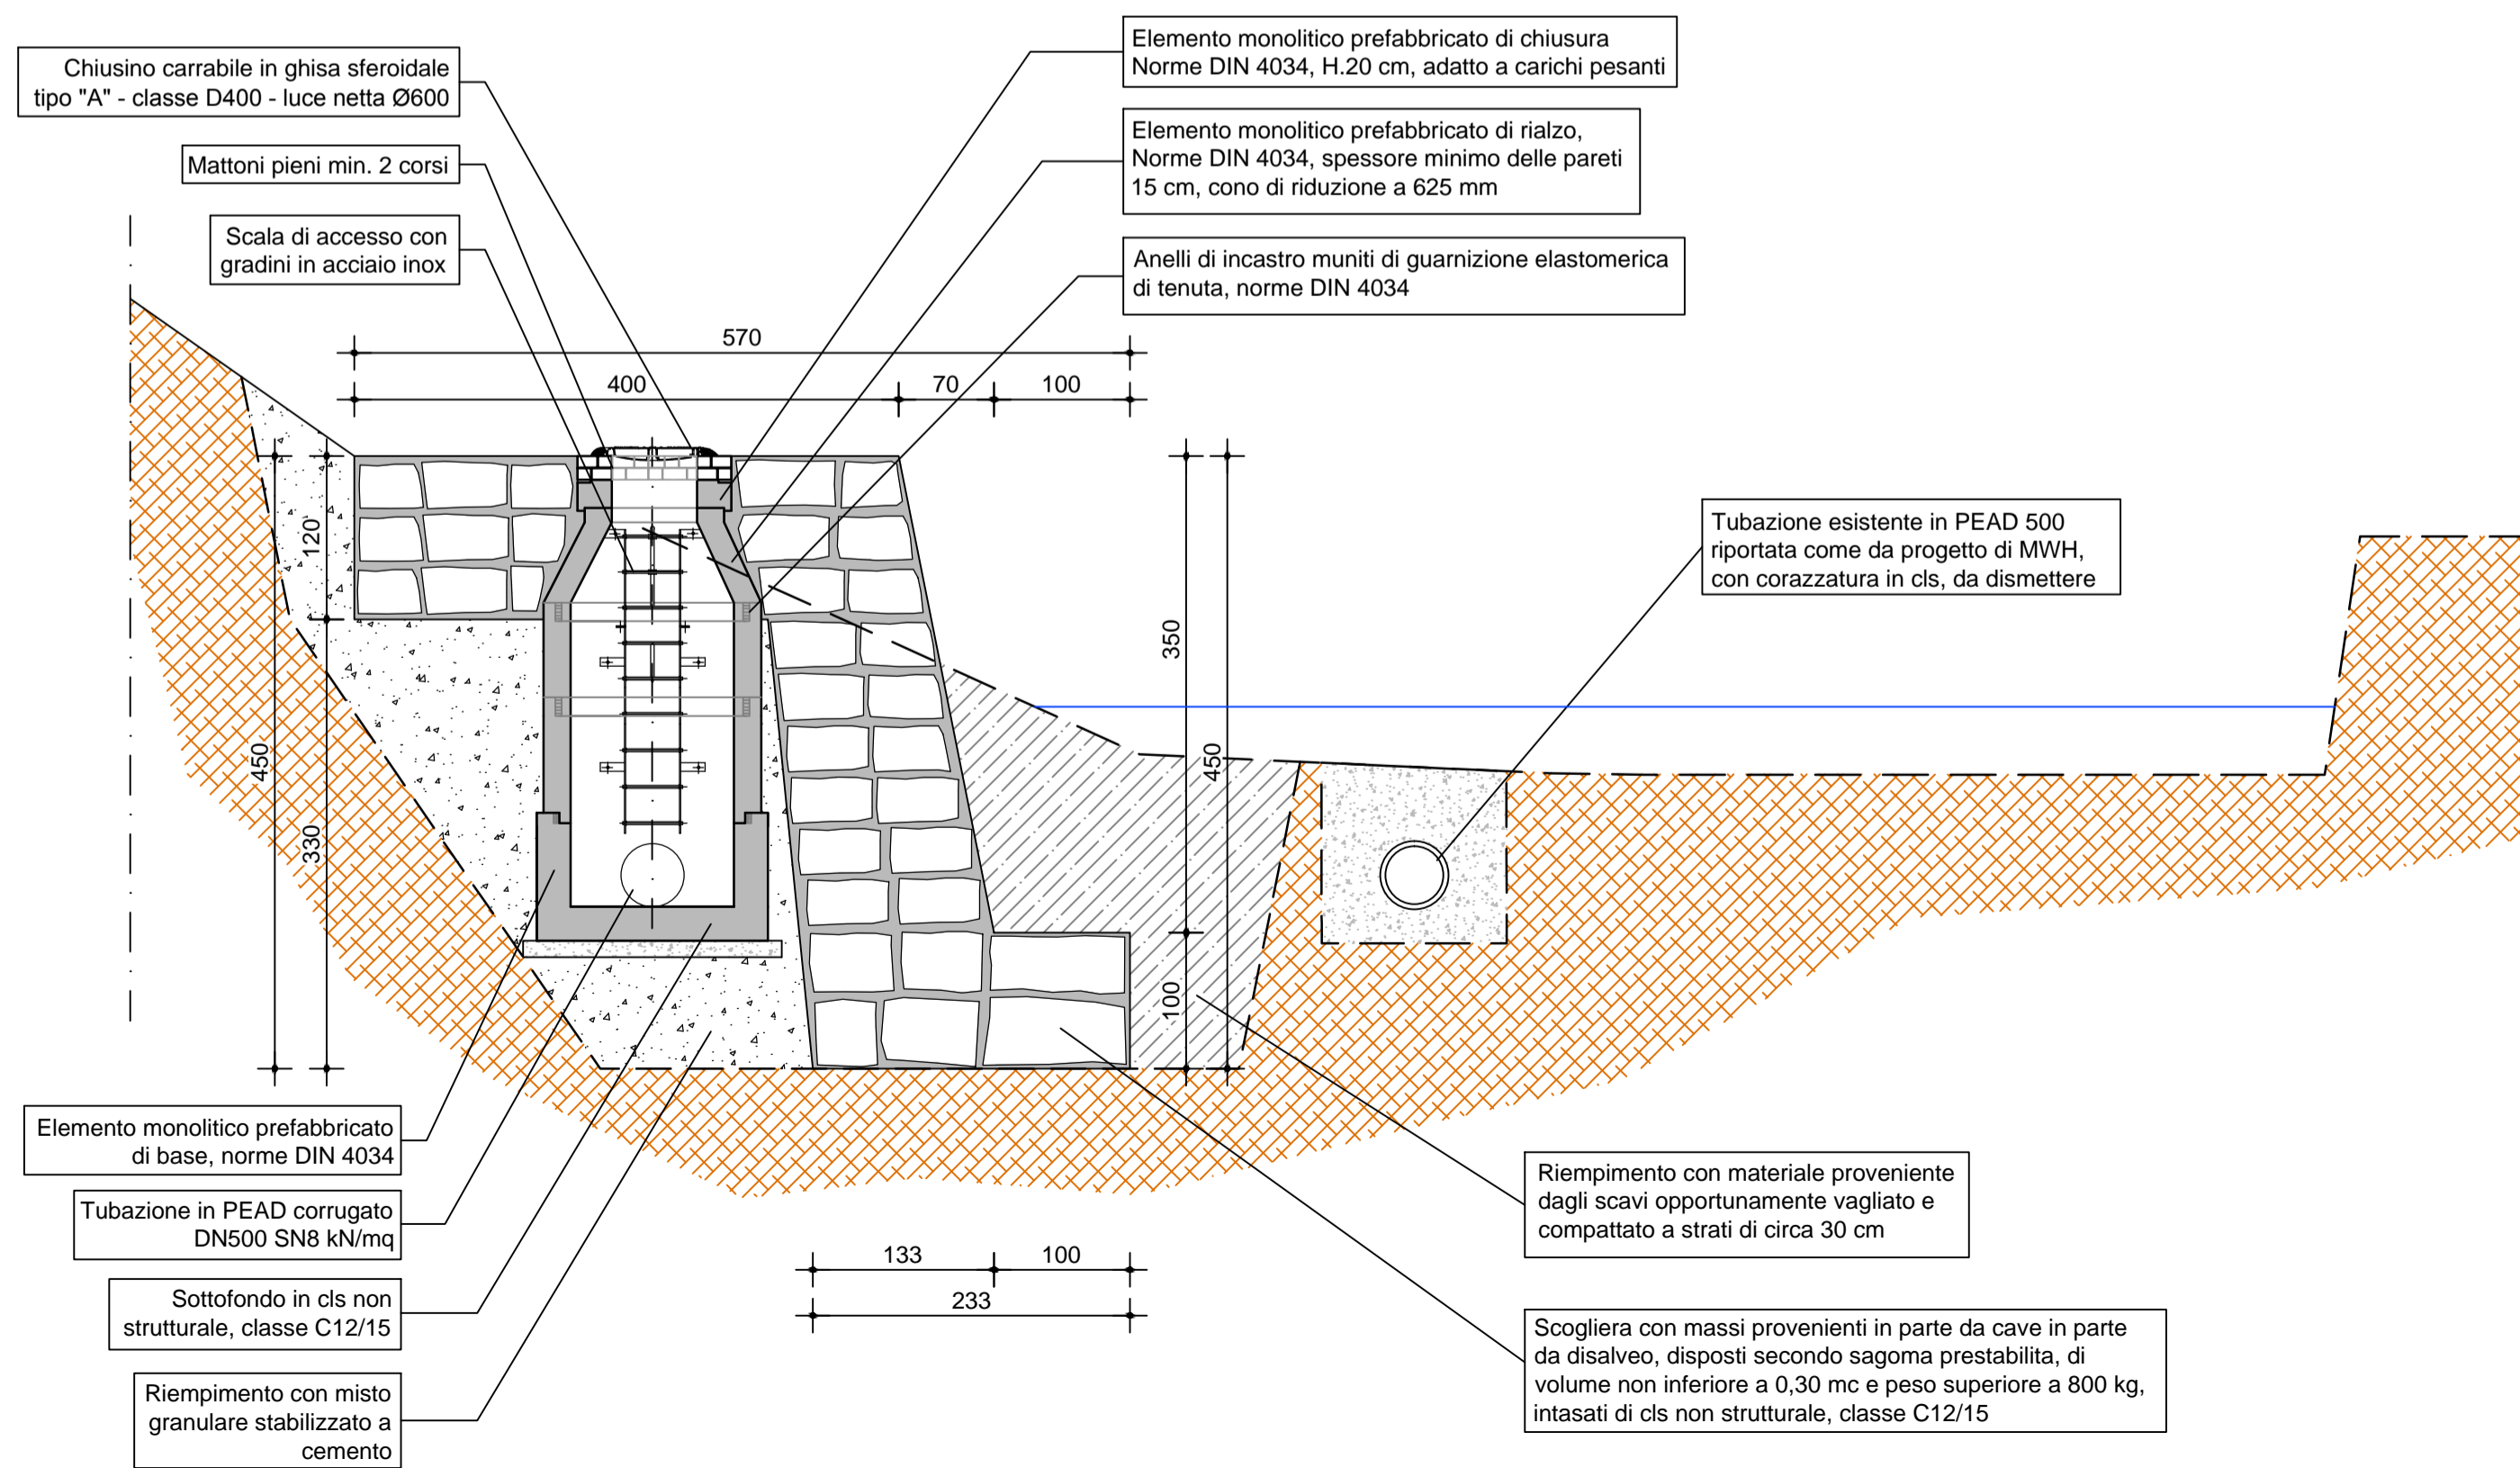 Chiusino carrabile in ghisa sferoidale
tipo "A" - classe D400 - luce netta Ø600
Mattoni pieni min. 2 corsi
Scala di accesso con
gradini in acciaio inox
Elemento monolitico prefabbricato di chiusura
Norme DIN 4034, H.20 cm, adatto a carichi pesanti
Elemento monolitico prefabbricato di rialzo,
Norme DIN 4034, spessore minimo delle pareti
15 cm, cono di riduzione a 625 mm
Anelli di incastro muniti di guarnizione elastomerica
di tenuta, norme DIN 4034
570
400
70
100
120
450
330
350
450
100
Tubazione esistente in PEAD 500
riportata come da progetto di MWH,
con corazzatura in cls, da dismettere
Elemento monolitico prefabbricato
di base, norme DIN 4034
Tubazione in PEAD corrugato
DN500 SN8 kN/mq
Sottofondo in cls non
strutturale, classe C12/15
Riempimento con misto
granulare stabilizzato a
cemento
133
100
233
Riempimento con materiale proveniente
dagli scavi opportunamente vagliato e
compattato a strati di circa 30 cm
Scogliera con massi provenienti in parte da cave in parte
da disalveo, disposti secondo sagoma prestabilita, di
volume non inferiore a 0,30 mc e peso superiore a 800 kg,
intasati di cls non strutturale, classe C12/15